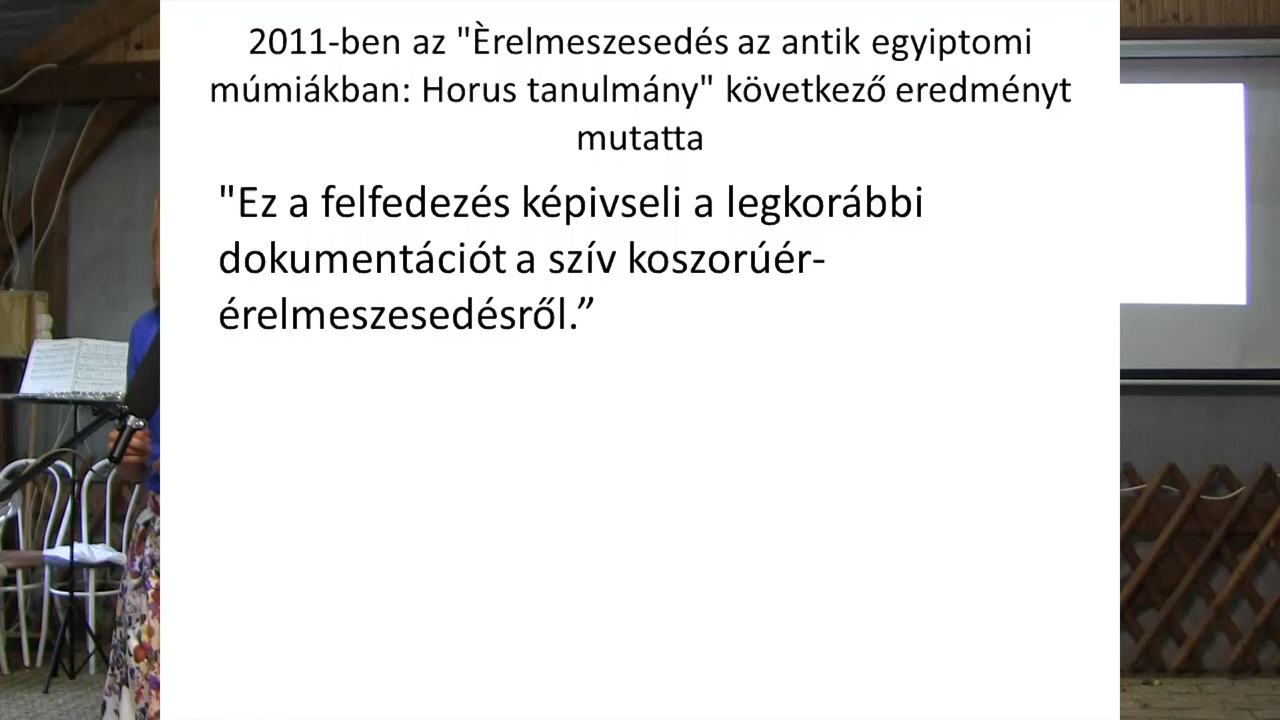 2011-ben az "Èrelmeszesedés az antik egyiptomi
múmiákban: Horus tanulmány" következő eredményt
mutatta
"Ez a felfedezés képivseli a legkorábbi
dokumentációt a szív koszorúér-
érelmeszesedésről.”